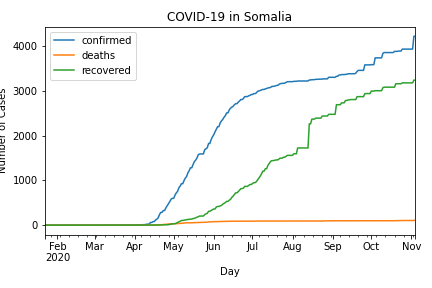 COVID-19 in Somalia
confirmed
deaths
recovered
4000
3000
2000
1000
0
Number of Cases
Feb
2020
Mar
Apr
May
Jun
Jul
Aug
Sep
Oct
Nov
Day